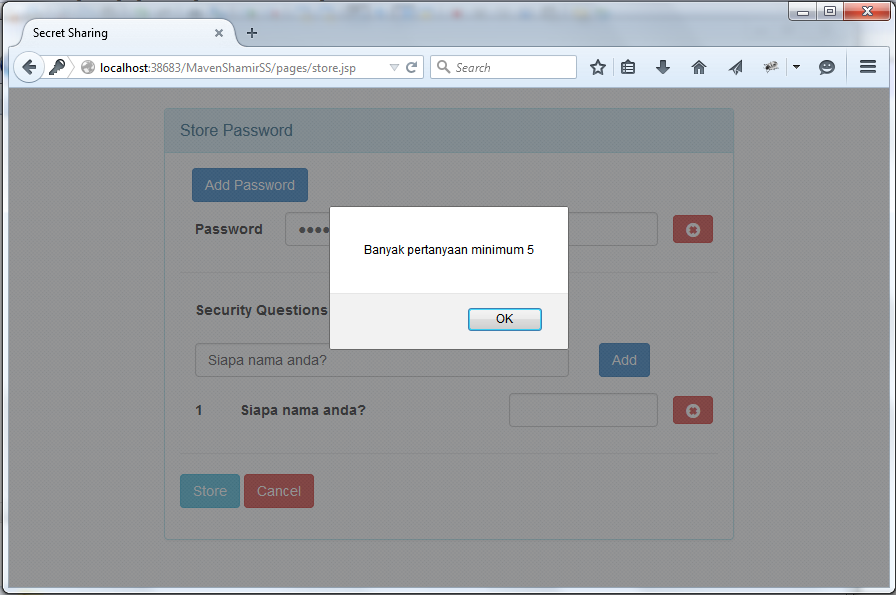 Secret Sharing
localhost:38683/MavenShamirSS/pages/store.jsp
Search
Store Password
Add Password
Password
Banyak pertanyaan minimum 5
OK
Security Questions
Siapa nama anda?
Add
1 Siapa nama anda?
Store Cancel